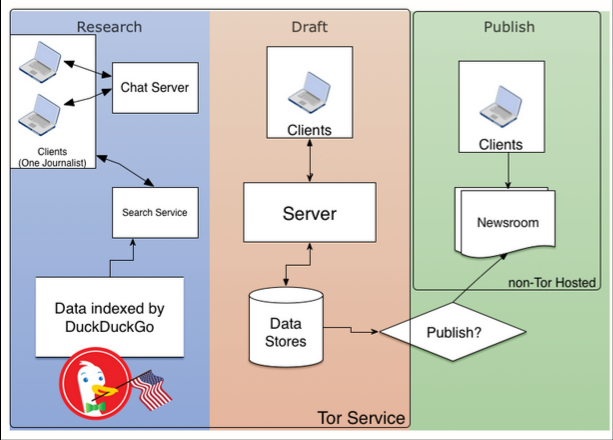 Research
Draft
Publish
Chat Server
Clients
(One Journalist)
Search Service
Data indexed by
DuckDuckGo
Clients
Server
Data
Stores
Tor Service
Clients
Newsroom
non-Tor Hosted
Publish?